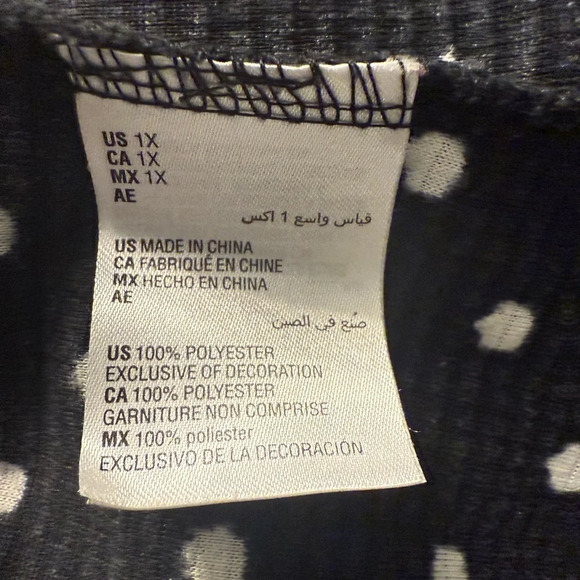 US 1X
CA 1X
MX 1X
AE
قياس واسع 1 اكس
US MADE IN CHINA
CA FABRIQUÉ EN CHINE
MX HECHO EN CHINA
AE
صُنع في الصين
US 100% POLYESTER
EXCLUSIVE OF DECORATION
CA 100% POLYESTER
GARNITURE NON COMPRISE
MX 100% poliester
EXCLUSIVO DE LA DECORACIÓN